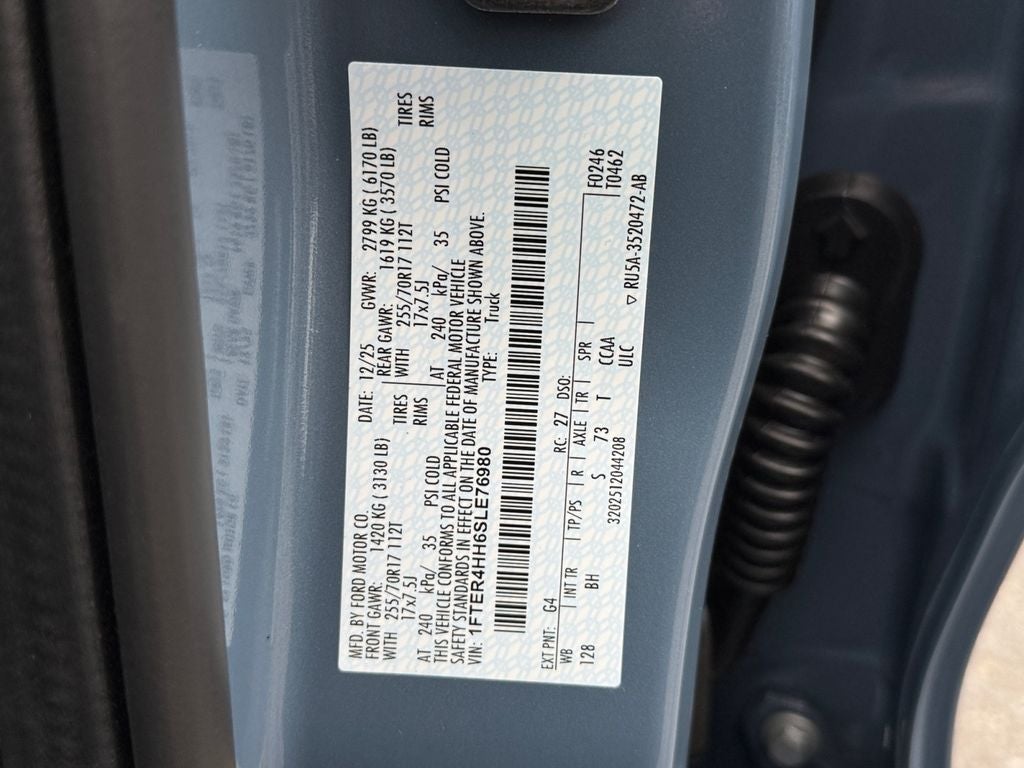 MFD. BY FORD MOTOR CO. DATE: 12/25 GVWR: 2799 KG ( 6170 LB)
FRONT GAWR: 1420 KG ( 3130 LB) REAR GAWR: 1619 KG ( 3570 LB)
WITH 255/70R17 112T TIRES WITH 255/70R17 112T TIRES
17x7.5J RIMS 17x7.5J RIMS
AT 240 kPa/ 35 PSI COLD AT 240 kPa/ 35 PSI COLD
THIS VEHICLE CONFORMS TO ALL APPLICABLE FEDERAL MOTOR VEHICLE
SAFETY STANDARDS IN EFFECT ON THE DATE OF MANUFACTURE SHOWN ABOVE.
VIN: 1FTER4HH6SLE76980 TYPE: Truck
EXT PNT: G4 RC: 27 DSO: F0246
WB INT TR TP/PS R AXLE TR SPR T0462
128 BH S 73 T CCAA
ULC
3202512044208 ▽ RU5A-3520472-AB